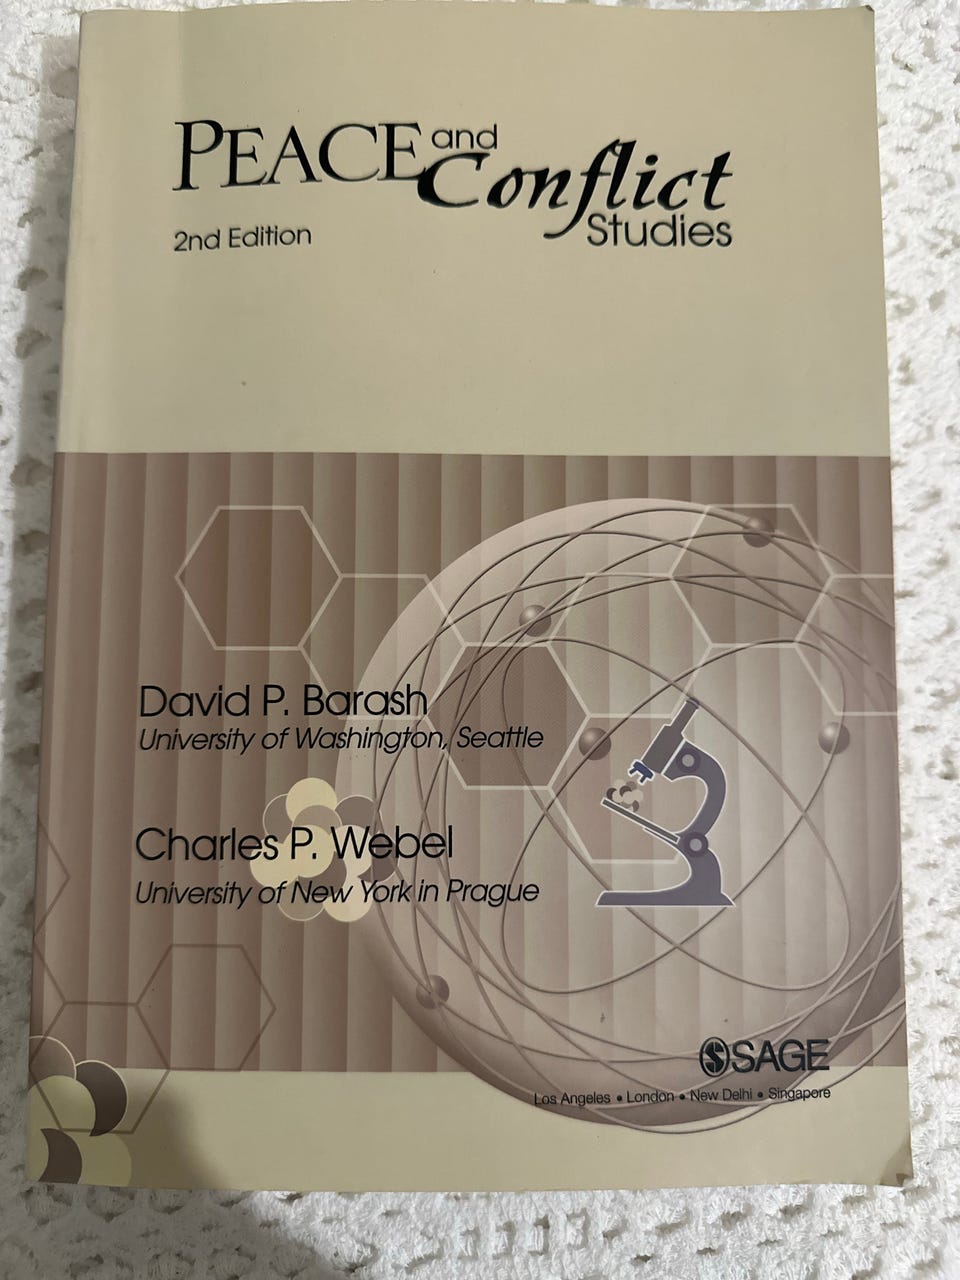 PEACE and
Conflict
Studies
2nd Edition
David P. Barash
University of Washington, Seattle
Charles P. Webel
University of New York in Prague
SAGE
Los Angeles • London • New Delhi • Singapore